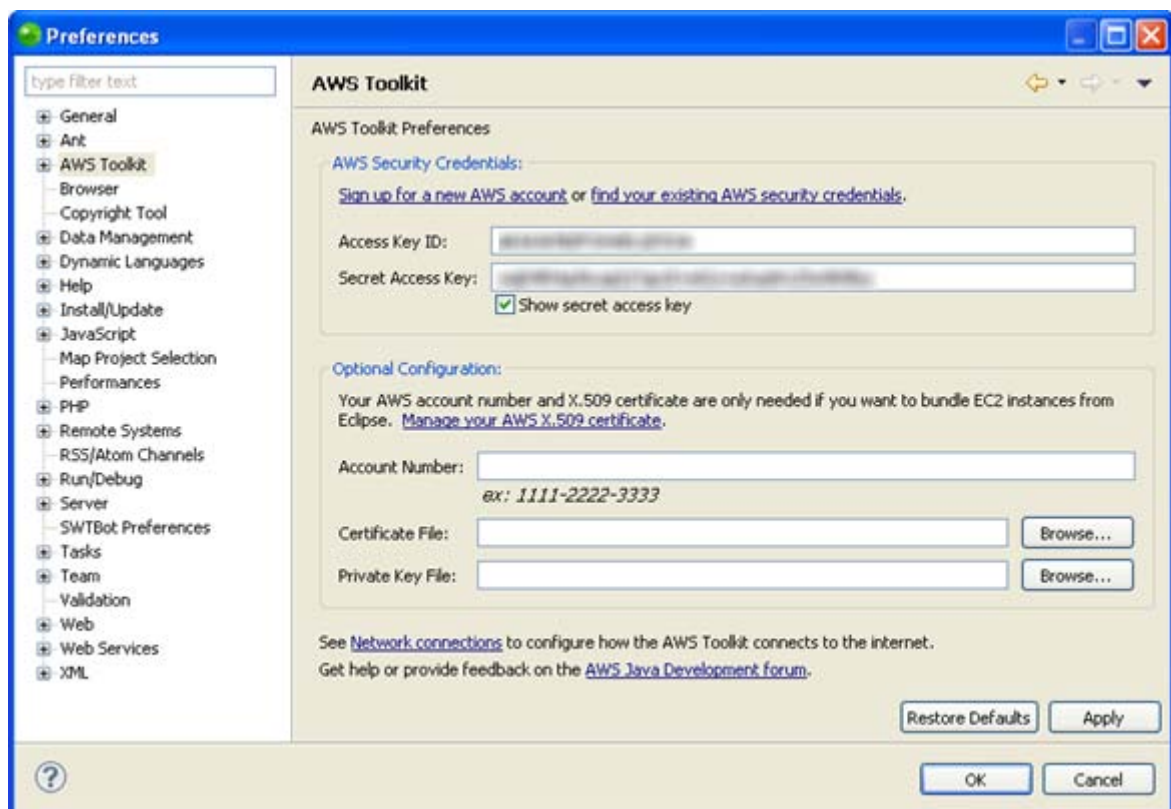 Preferences
type filter text
General
Ant
AWS Toolkit
Browser
Copyright Tool
Data Management
Dynamic Languages
Help
Install/Update
JavaScript
Map Project Selection
Performances
PHP
Remote Systems
RSS/Atom Channels
Run/Debug
Server
SWTBot Preferences
Tasks
Team
Validation
Web
Web Services
XML
AWS Toolkit
AWS Toolkit Preferences
AWS Security Credentials:
Sign up for a new AWS account or find your existing AWS security credentials.
Access Key ID:
Secret Access Key:
Show secret access key
Optional Configuration:
Your AWS account number and X.509 certificate are only needed if you want to bundle EC2 instances from
Eclipse. Manage your AWS X.509 certificate.
Account Number:
ex: 1111-2222-3333
Certificate File:
Browse...
Private Key File:
Browse...
See Network connections to configure how the AWS Toolkit connects to the internet.
Get help or provide feedback on the AWS Java Development forum.
Restore Defaults
Apply
?
OK
Cancel